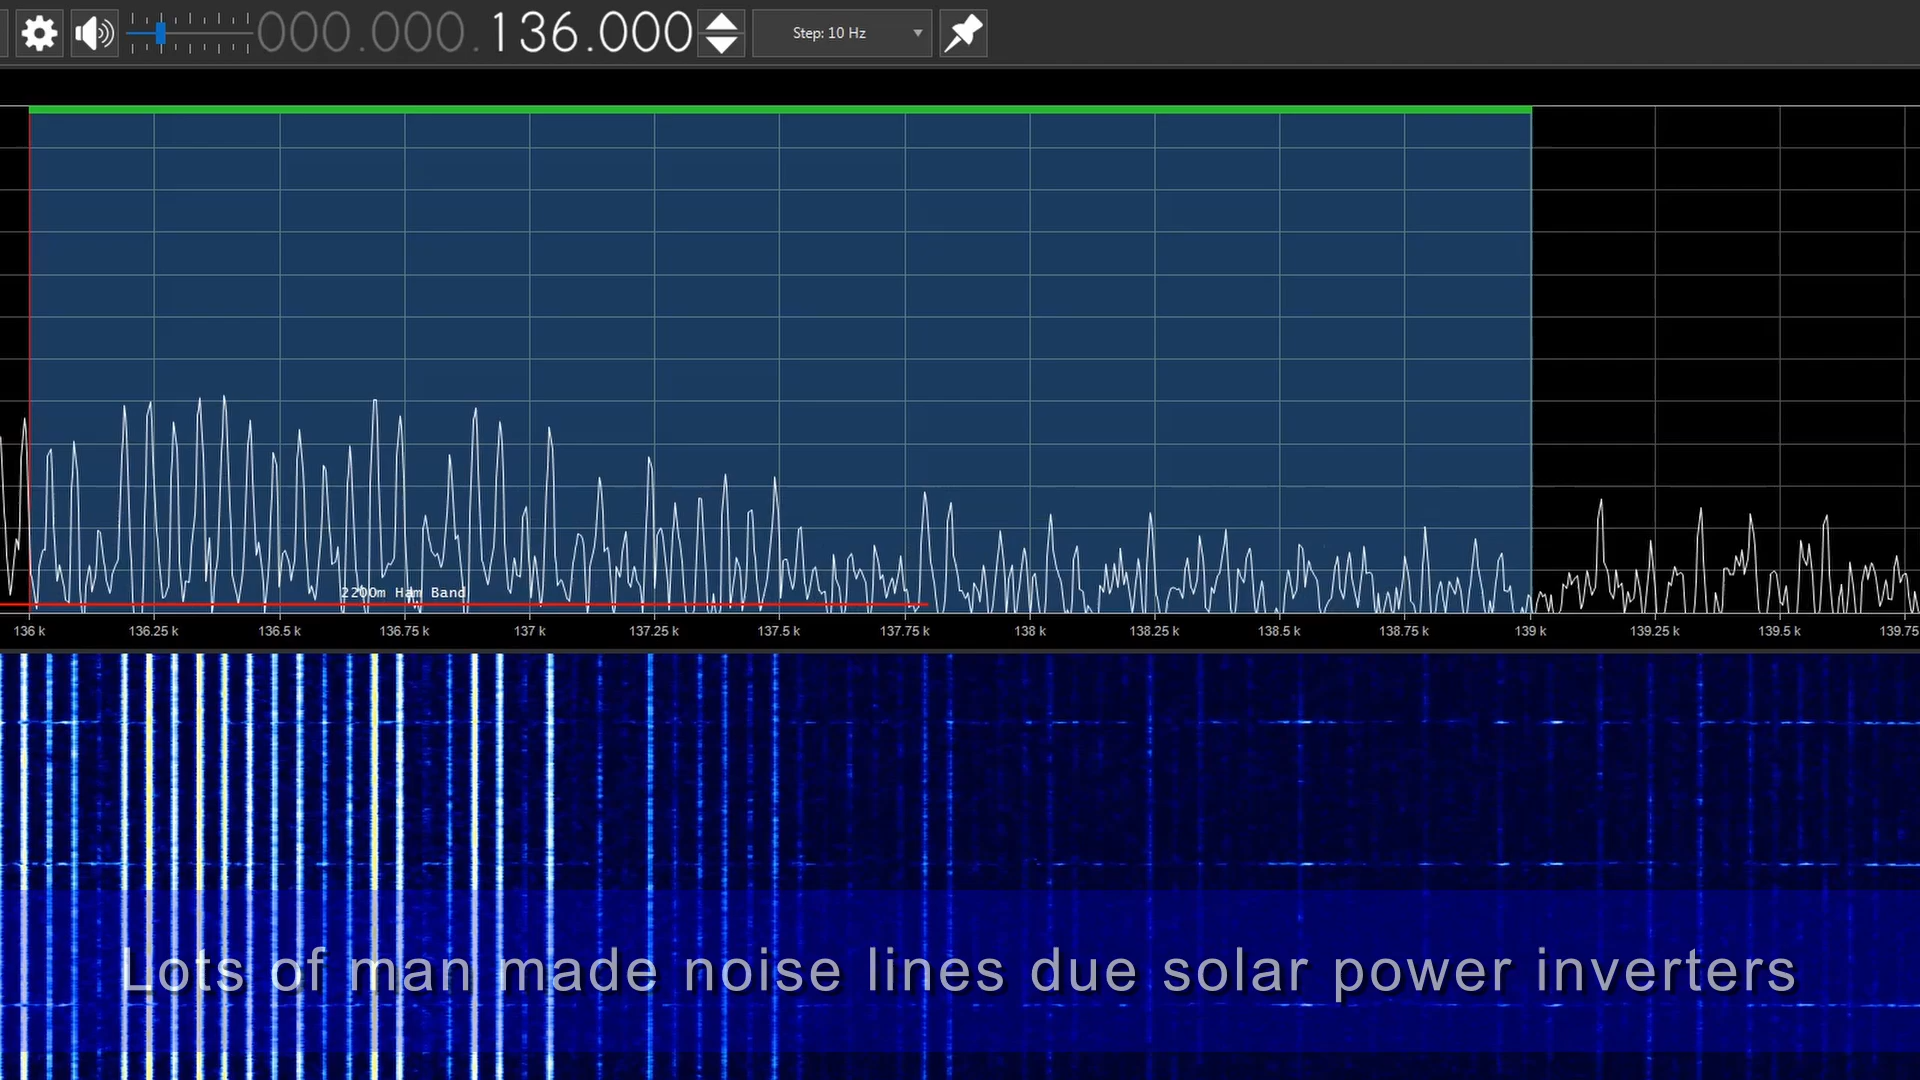 000.000.136.000
Step: 10 Hz
2200m Ham Band
136 k 136.25 k 136.5 k 136.75 k 137 k 137.25 k 137.5 k 137.75 k 138 k 138.25 k 138.5 k 138.75 k 139 k 139.25 k 139.5 k 139.75
Lots of man made noise lines due solar power inverters